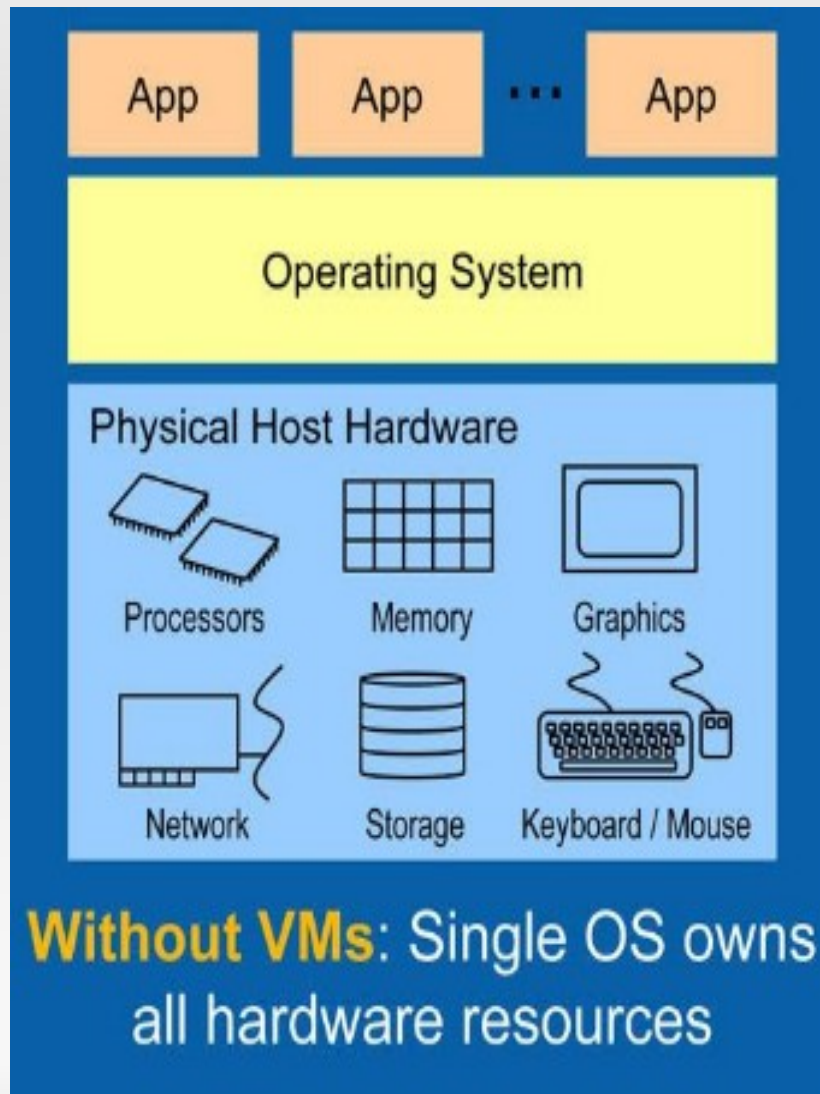 App App ... App
Operating System
Physical Host Hardware
Processors Memory Graphics
Network Storage Keyboard / Mouse
Without VMs: Single OS owns
all hardware resources